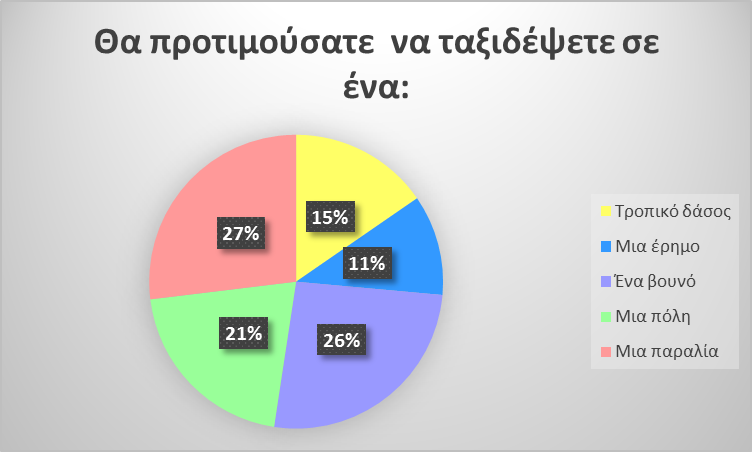 Θα προτιμούσατε  να ταξιδέψετε σε
ένα:
15%
11%
26%
21%
27%
Τροπικό δάσος
Μια έρημο
Ένα βουνό
Μια πόλη
Μια παραλία